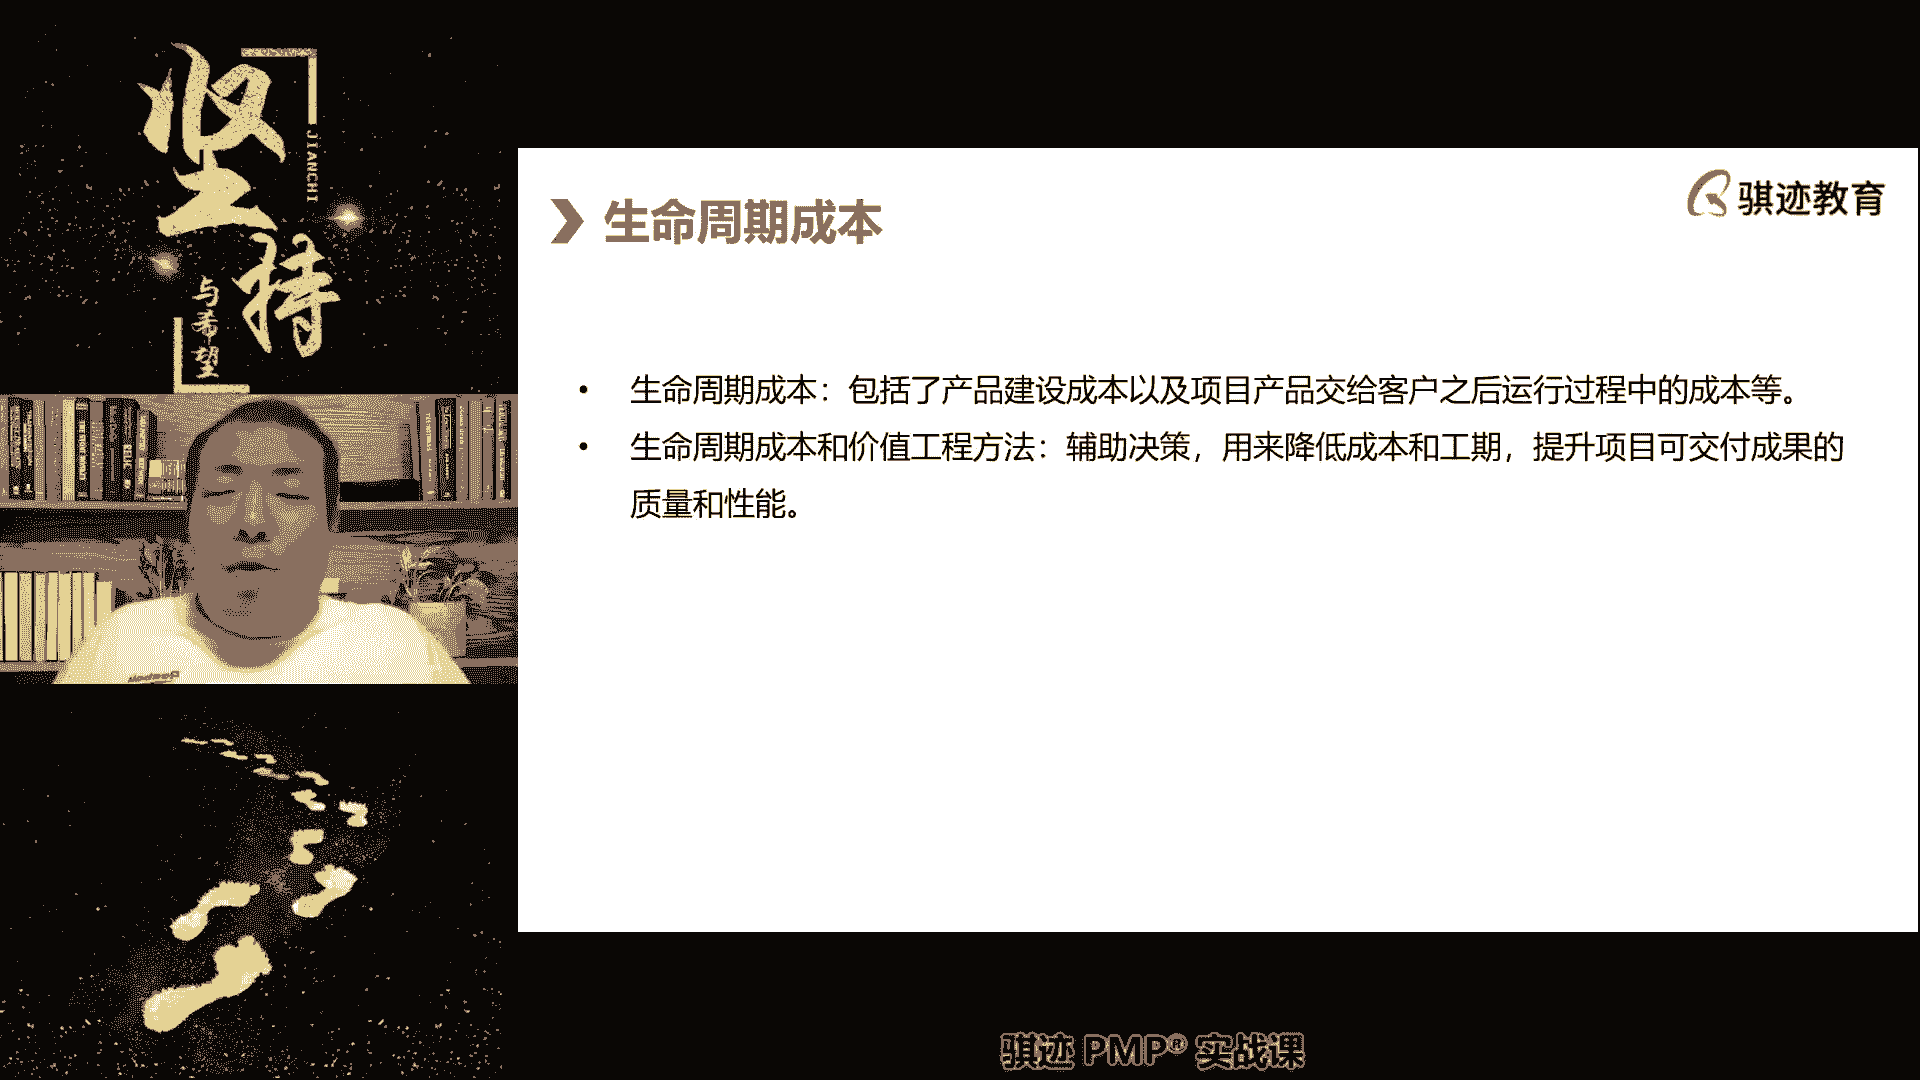 坚持
JIANCHI
与希望
骐迹教育
生命周期成本
• 生命周期成本：包括了产品建设成本以及项目产品交给客户之后运行过程中的成本等。
• 生命周期成本和价值工程方法：辅助决策，用来降低成本和工期，提升项目可交付成果的
质量和性能。
骐迹 PMP® 实战课